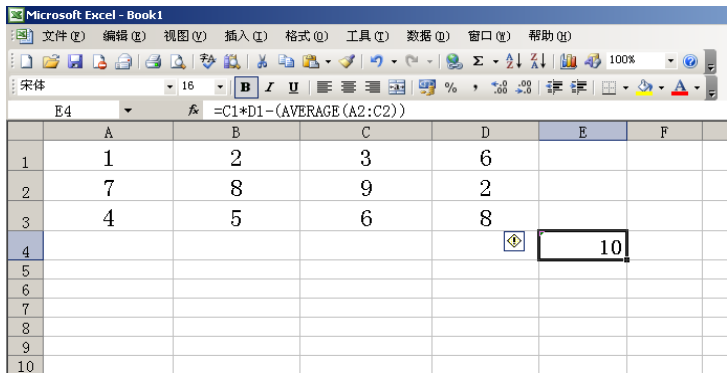 Microsoft Excel - Book1
文件(F) 编辑(E) 视图(V) 插入(I) 格式(O) 工具(T) 数据(D) 窗口(W) 帮助(H)
100%
宋体 16 B I U % ,
E4 fx =C1*D1-(AVERAGE(A2:C2))
A B C D E F
1 1 2 3 6
2 7 8 9 2
3 4 5 6 8
4 10
5
6
7
8
9
10